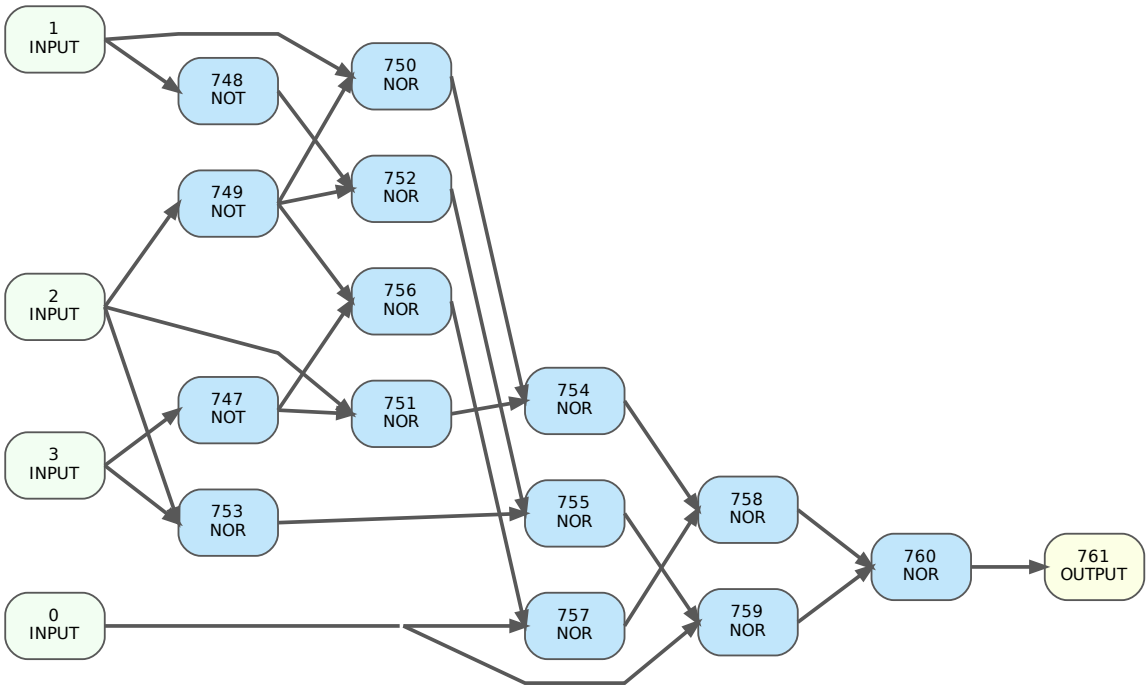 1
INPUT
748
NOT
750
NOR
752
NOR
749
NOT
2
INPUT
756
NOR
747
NOT
751
NOR
754
NOR
3
INPUT
753
NOR
755
NOR
758
NOR
760
NOR
761
OUTPUT
0
INPUT
757
NOR
759
NOR